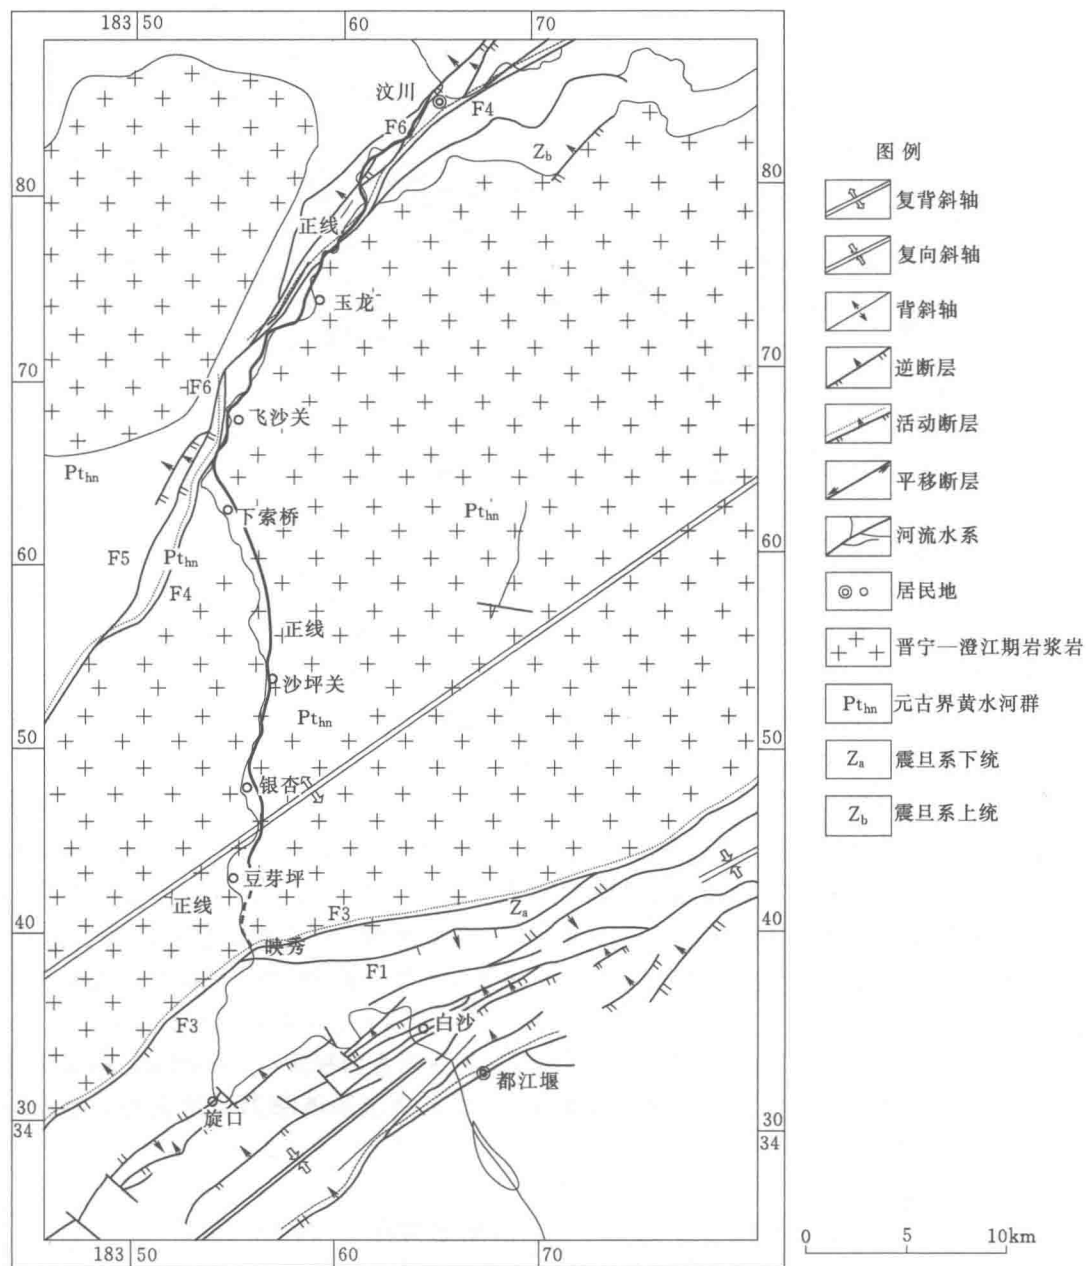 183 50
60
70
汶川
F4
F6
Zb
80
80
正线
玉龙
70
70
F6
飞沙关
Pthn
下索桥
Pthn
60
60
F5
Pthn
F4
正线
沙坪关
Pthn
50
50
银杏
豆芽坪
正线
F3
Za
40
40
映秀
F1
F3
白沙
都江堰
30
34
30
34
旋口
183 50
60
70
图例
复背斜轴
复向斜轴
背斜轴
逆断层
活动断层
平移断层
河流水系
居民地
晋宁—澄江期岩浆岩
Pthn 元古界黄水河群
Za 震旦系下统
Zb 震旦系上统
0 5 10km